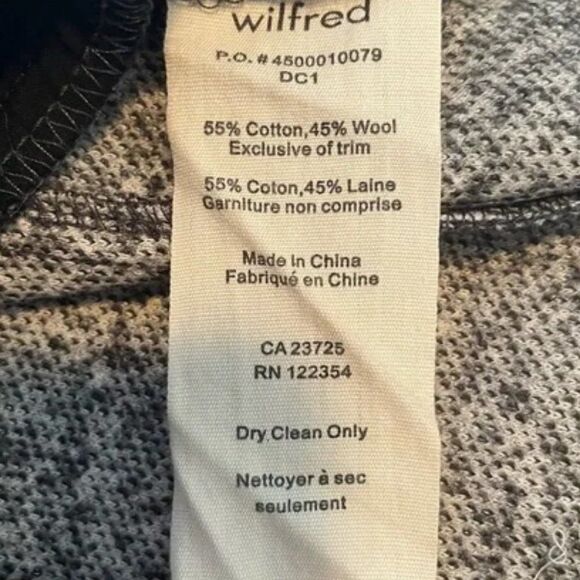 wilfred
P.O. # 4500010079
DC1
55% Cotton,45% Wool
Exclusive of trim
55% Coton,45% Laine
Garniture non comprise
Made in China
Fabriqué en Chine
CA 23725
RN 122354
Dry Clean Only
Nettoyer à sec
seulement